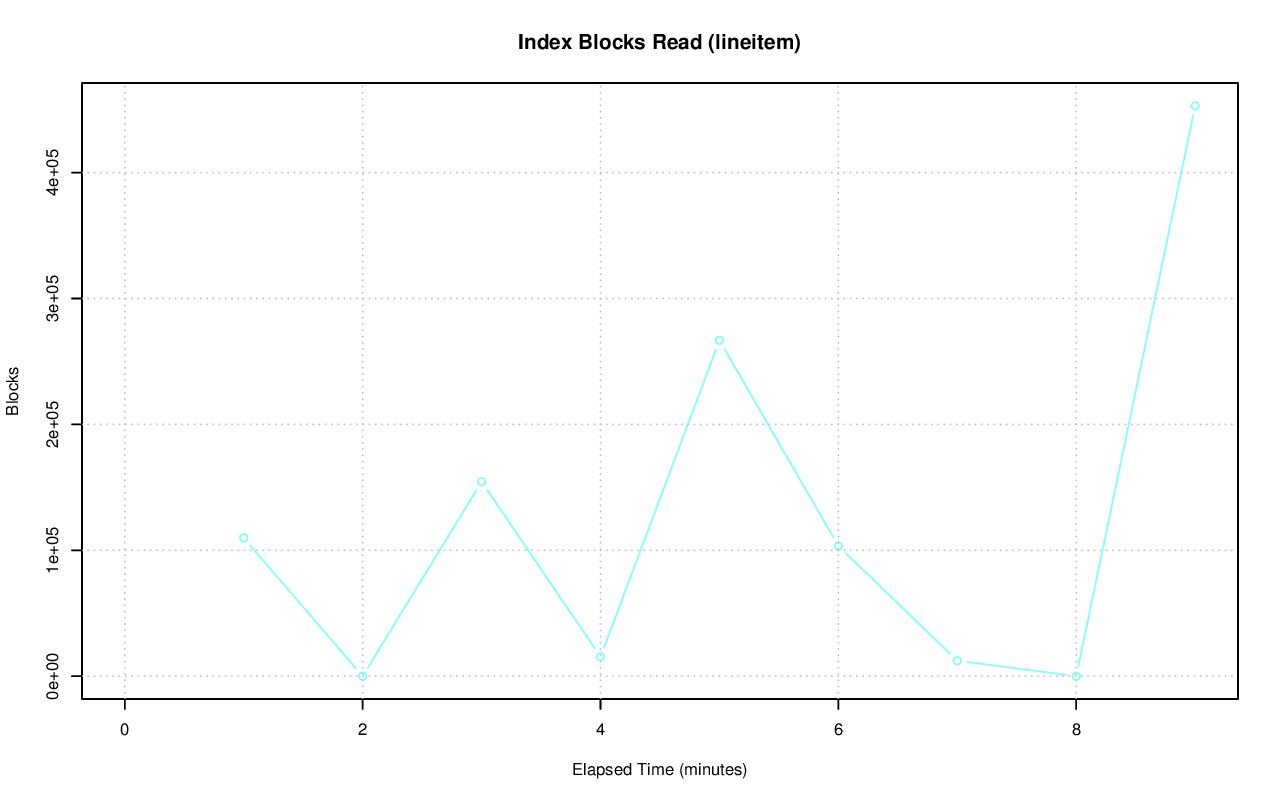 Index Blocks Read (lineitem)
Blocks
4e+05
3e+05
2e+05
1e+05
0e+00
0 2 4 6 8
Elapsed Time (minutes)